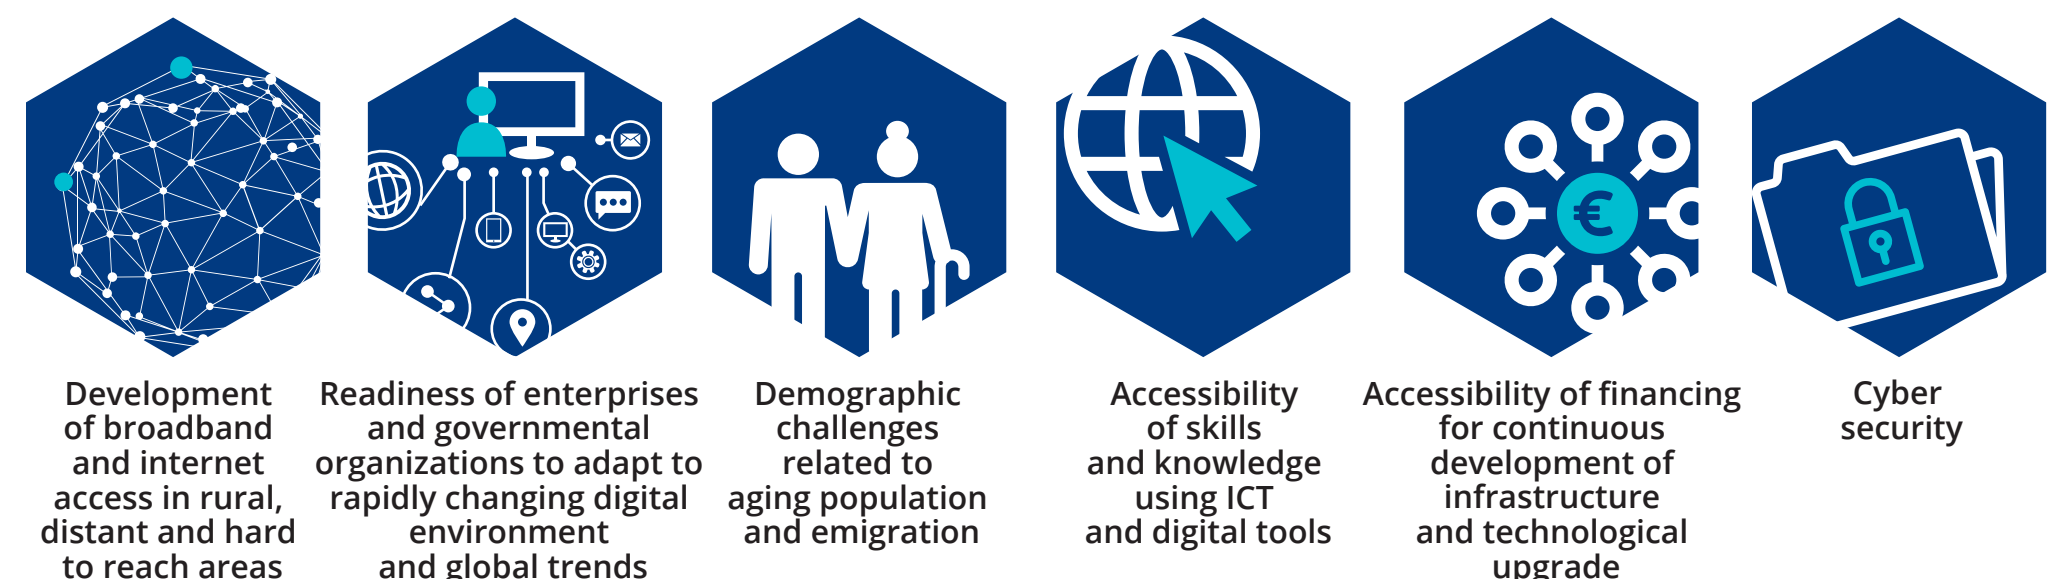 Development
of broadband
and internet
access in rural,
distant and hard
to reach areas
Readiness of enterprises
and governmental
organizations to adapt to
rapidly changing digital
environment
and global trends
Demographic
challenges
related to
aging population
and emigration
Accessibility
of skills
and knowledge
using ICT
and digital tools
€
Accessibility of financing
for continuous
development of
infrastructure
and technological
upgrade
Cyber
security